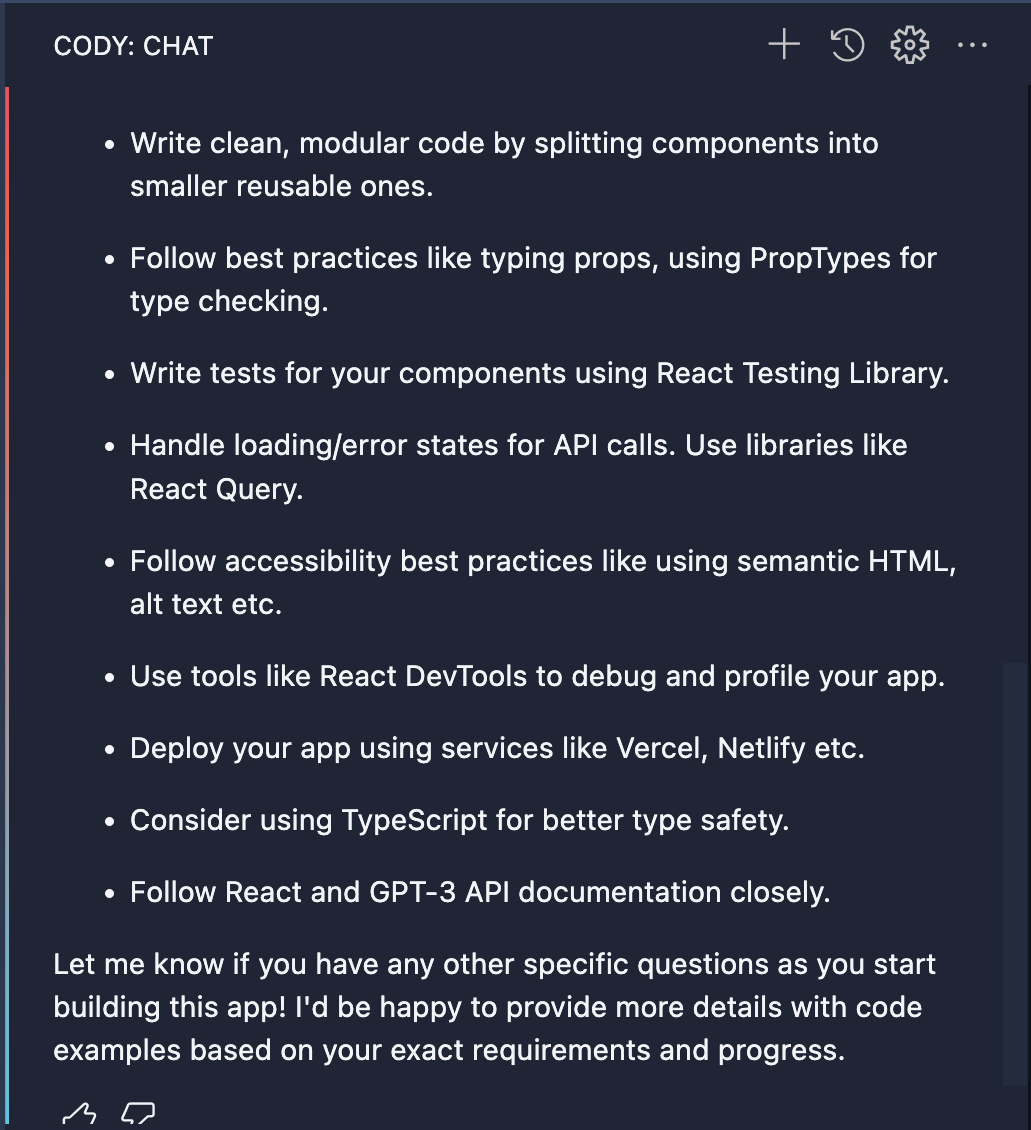 CODY: CHAT
• Write clean, modular code by splitting components into
smaller reusable ones.
• Follow best practices like typing props, using PropTypes for
type checking.
• Write tests for your components using React Testing Library.
• Handle loading/error states for API calls. Use libraries like
React Query.
• Follow accessibility best practices like using semantic HTML,
alt text etc.
• Use tools like React DevTools to debug and profile your app.
• Deploy your app using services like Vercel, Netlify etc.
• Consider using TypeScript for better type safety.
• Follow React and GPT-3 API documentation closely.
Let me know if you have any other specific questions as you start
building this app! I'd be happy to provide more details with code
examples based on your exact requirements and progress.